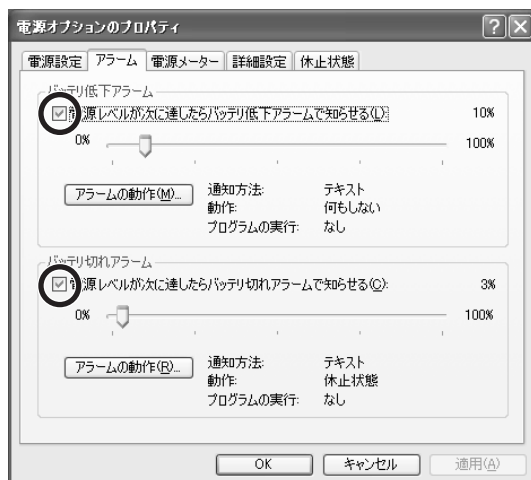 電源オプションのプロパティ
電源設定 アラーム 電源メーター 詳細設定 休止状態
バッテリ低下アラーム
電源レベルが次に達したらバッテリ低下アラームで知らせる(L): 10%
0% 100%
アラームの動作(M)... 通知方法: テキスト
動作: 何もしない
プログラムの実行: なし
バッテリ切れアラーム
電源レベルが次に達したらバッテリ切れアラームで知らせる(C): 3%
0% 100%
アラームの動作(R)... 通知方法: テキスト
動作: 休止状態
プログラムの実行: なし
OK キャンセル 適用(A)